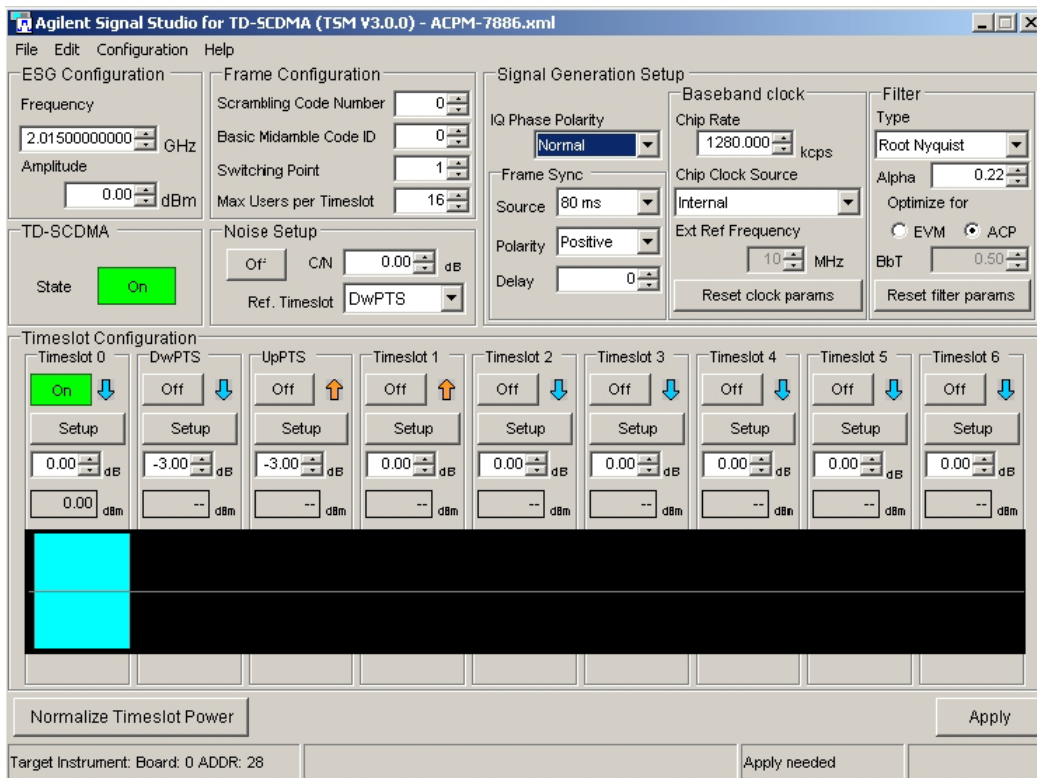 Agilent Signal Studio for TD-SCDMA (TSM V3.0.0) - ACPM-7886.xml
File Edit Configuration Help
ESG Configuration
Frequency
2.01500000000 GHz
Amplitude
0.00 dBm
Frame Configuration
Scrambling Code Number 0
Basic Midamble Code ID 0
Switching Point 1
Max Users per Timeslot 16
TD-SCDMA
State On
Noise Setup
Off C/N 0.00 dB
Ref. Timeslot DwPTS
Signal Generation Setup
IQ Phase Polarity
Normal
Frame Sync
Source 80 ms
Polarity Positive
Delay 0
Baseband clock
Chip Rate
1280.000 kcps
Chip Clock Source
Internal
Ext Ref Frequency
10 MHz
Reset clock params
Filter
Type
Root Nyquist
Alpha 0.22
Optimize for
EVM ACP
BbT 0.50
Reset filter params
Timeslot Configuration
Timeslot 0 DwPTS UpPTS Timeslot 1 Timeslot 2 Timeslot 3 Timeslot 4 Timeslot 5 Timeslot 6
On Off Off Off Off Off Off Off Off
Setup Setup Setup Setup Setup Setup Setup Setup Setup
0.00 dB -3.00 dB -3.00 dB 0.00 dB 0.00 dB 0.00 dB 0.00 dB 0.00 dB 0.00 dB
0.00 dBm -- dBm -- dBm -- dBm -- dBm -- dBm -- dBm -- dBm -- dBm
Normalize Timeslot Power Apply
Target Instrument: Board: 0 ADDR: 28 Apply needed